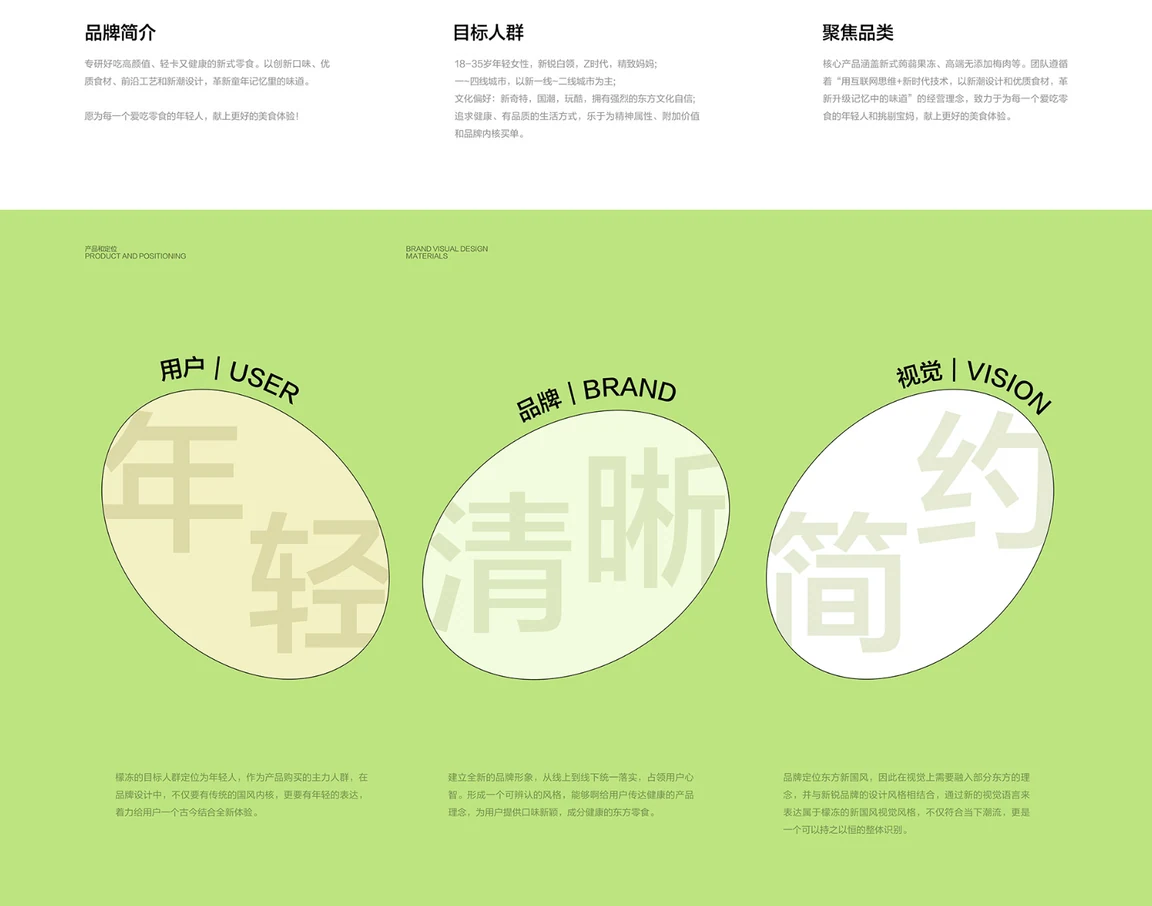 品牌简介
专研好吃高颜值、轻卡又健康的新式零食。以创新口味、优
质食材、前沿工艺和新潮设计，革新童年记忆里的味道。
愿为每一个爱吃零食的年轻人，献上更好的美食体验！
目标人群
18-35岁年轻女性，新锐白领，Z时代，精致妈妈；
一~四线城市，以新一线~二线城市为主；
文化偏好：新奇特，国潮，玩酷，拥有强烈的东方文化自信；
追求健康、有品质的生活方式，乐于为精神属性、附加价值
和品牌内核买单。
聚焦品类
核心产品涵盖新式蒟蒻果冻、高端无添加梅肉等。团队遵循
着“用互联网思维+新时代技术，以新潮设计和优质食材，革
新升级记忆中的味道”的经营理念，致力于为每一个爱吃零
食的年轻人和挑剔宝妈，献上更好的美食体验。
产品和定位
PRODUCT AND POSITIONING
BRAND VISUAL DESIGN
MATERIALS
用户 | USER
年轻
檬冻的目标人群定位为年轻人，作为产品购买的主力人群，在
品牌设计中，不仅要有传统的国风内核，更要有年轻的表达，
着力给用户一个古今结合全新体验。
品牌 | BRAND
清晰
建立全新的品牌形象，从线上到线下统一落实，占领用户心
智。形成一个可辨认的风格，能够啊给用户传达健康的产品
理念，为用户提供口味新颖，成分健康的东方零食。
视觉 | VISION
简约
品牌定位东方新国风，因此在视觉上需要融入部分东方的理
念，并与新锐品牌的设计风格相结合，通过新的视觉语言来
表达属于檬冻的新国风视觉风格，不仅符合当下潮流，更是
一个可以持之以恒的整体识别。